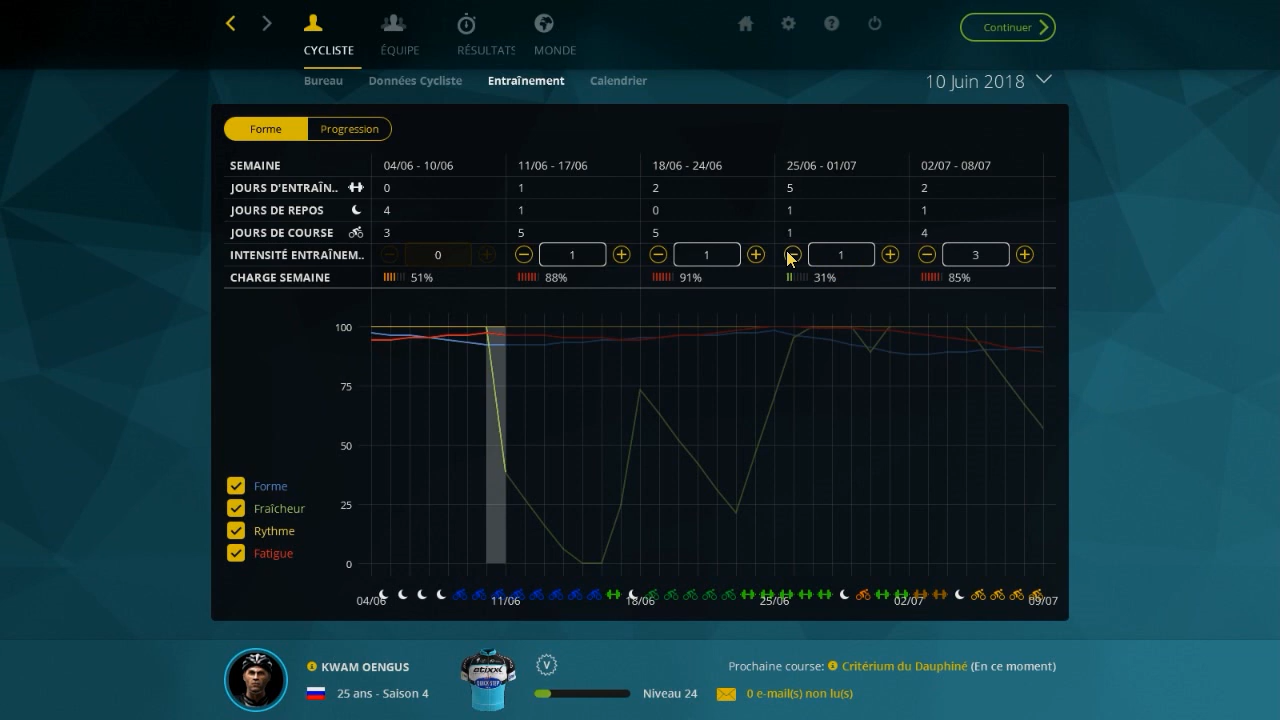 CYCLISTE ÉQUIPE RÉSULTATS MONDE
Continuer
Bureau Données Cycliste Entraînement Calendrier
10 Juin 2018
Forme Progression
SEMAINE 04/06 - 10/06 11/06 - 17/06 18/06 - 24/06 25/06 - 01/07 02/07 - 08/07
JOURS D'ENTRAÎN.. 0 1 2 5 2
JOURS DE REPOS 4 1 0 1 1
JOURS DE COURSE 3 5 5 1 4
INTENSITÉ ENTRAÎNEM.. 0 1 1 1 3
CHARGE SEMAINE 51% 88% 91% 31% 85%
100
75
50
25
0
Forme
Fraîcheur
Rythme
Fatigue
04/06 11/06 18/06 25/06 02/07 09/07
KWAM OENGUS
25 ans - Saison 4
etixx
QUICK STEP
V
Niveau 24
Prochaine course: Critérium du Dauphiné (En ce moment)
0 e-mail(s) non lu(s)